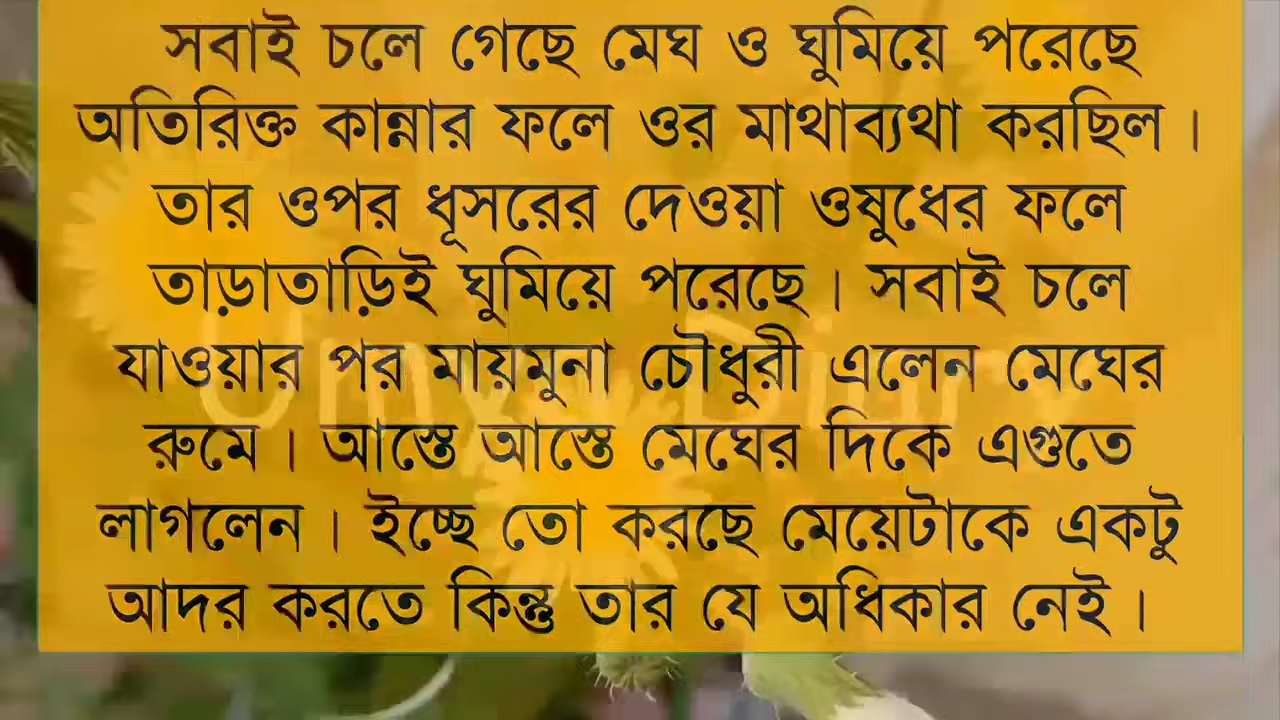 সবাই চলে গেছে মেঘ ও ঘুমিয়ে পরেছে
অতিরিক্ত কান্নার ফলে ওর মাথাব্যথা করছিল।
তার ওপর ধূসরের দেওয়া ওষুধের ফলে
তাড়াতাড়িই ঘুমিয়ে পরেছে। সবাই চলে
যাওয়ার পর মায়মুনা চৌধুরী এলেন মেঘের
রুমে। আস্তে আস্তে মেঘের দিকে এগুতে
লাগলেন। ইচ্ছে তো করছে মেয়েটাকে একটু
আদর করতে কিন্তু তার যে অধিকার নেই।